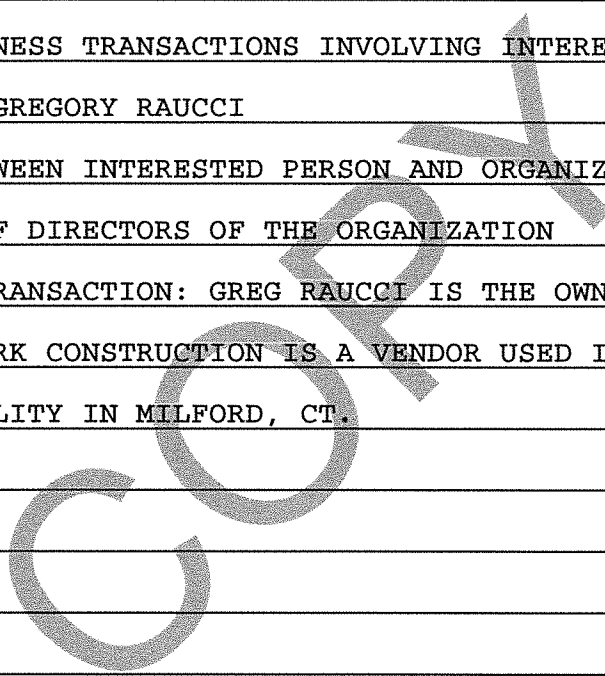 NESS TRANSACTIONS INVOLVING INTERE
GREGORY RAUCCI
WEEN INTERESTED PERSON AND ORGANIZ
F DIRECTORS OF THE ORGANIZATION
RANSACTION: GREG RAUCCI IS THE OWN
RK CONSTRUCTION IS A VENDOR USED I
LITY IN MILFORD, CT.
COPY